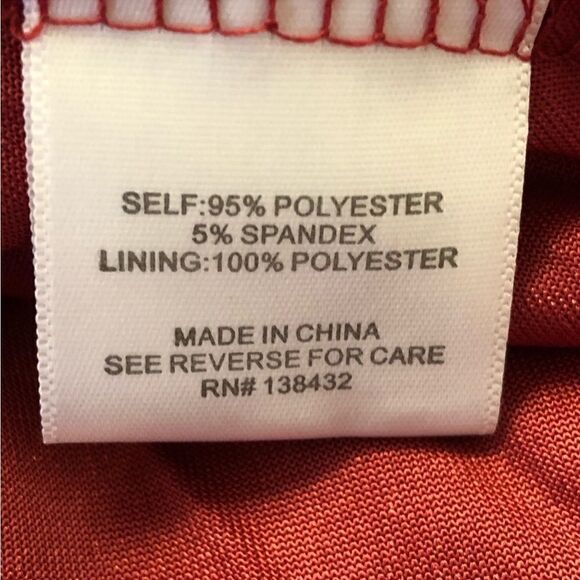 SELF:95% POLYESTER
5% SPANDEX
LINING:100% POLYESTER
MADE IN CHINA
SEE REVERSE FOR CARE
RN# 138432